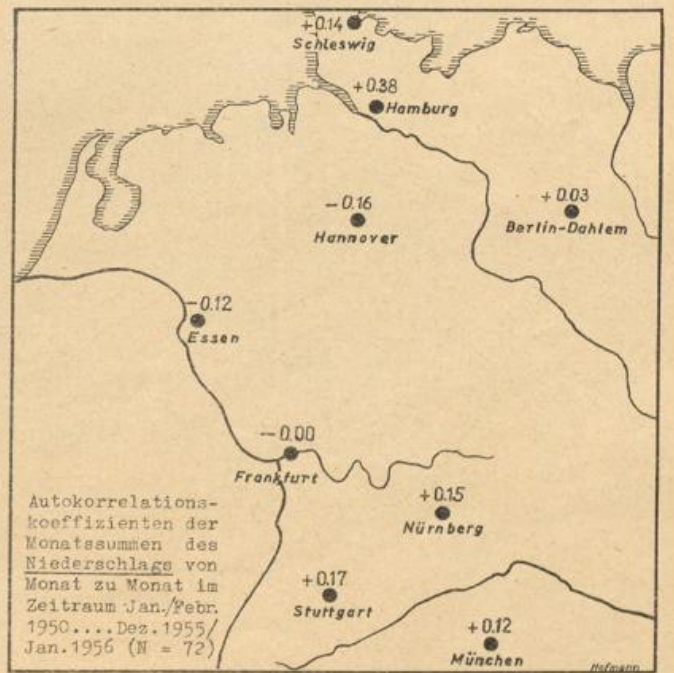 +0.14
Schleswig
+0.38
Hamburg
-0.16
Hannover
+0.03
Berlin-Dahlem
-0.12
Essen
-0.00
Frankfurt
+0.15
Nürnberg
+0.17
Stuttgart
+0.12
München
Autokorrelations-
koeffizienten der
Monatssummen des
Niederschlags von
Monat zu Monat im
Zeitraum Jan./Febr.
1950....Dez.1955/
Jan.1956 (N = 72)
Hofmann